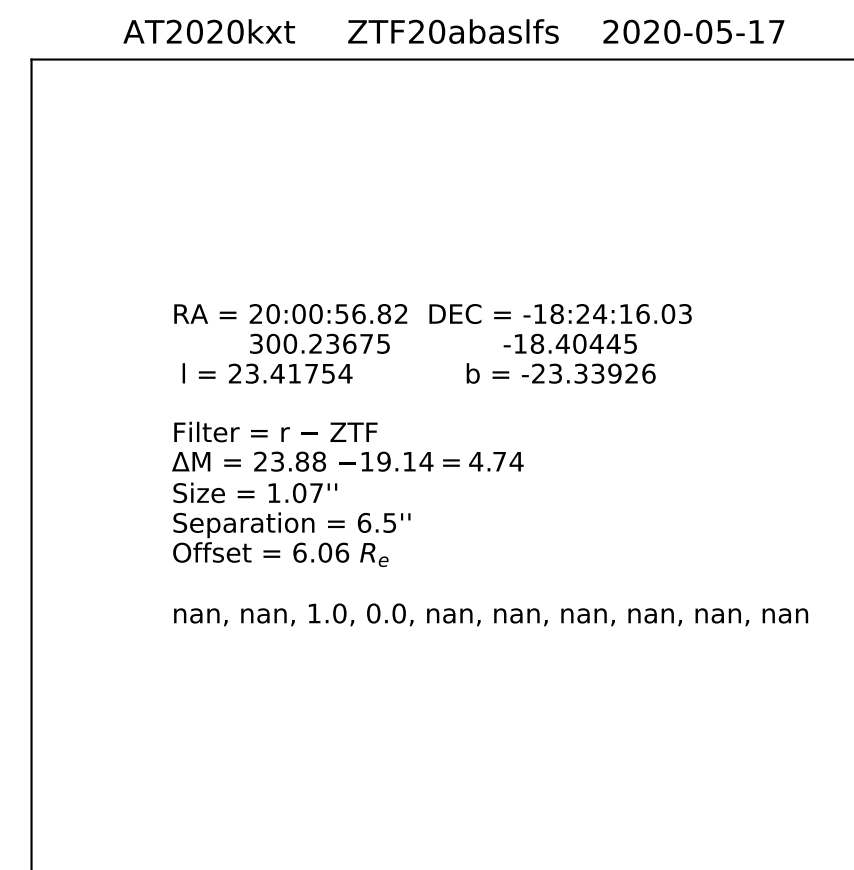 AT2020kxt ZTF20abaslfs 2020-05-17
RA = 20:00:56.82 DEC = -18:24:16.03
300.23675 -18.40445
l = 23.41754 b = -23.33926
Filter = r − ZTF
ΔM = 23.88 −19.14 = 4.74
Size = 1.07''
Separation = 6.5''
Offset = 6.06 Re
nan, nan, 1.0, 0.0, nan, nan, nan, nan, nan, nan